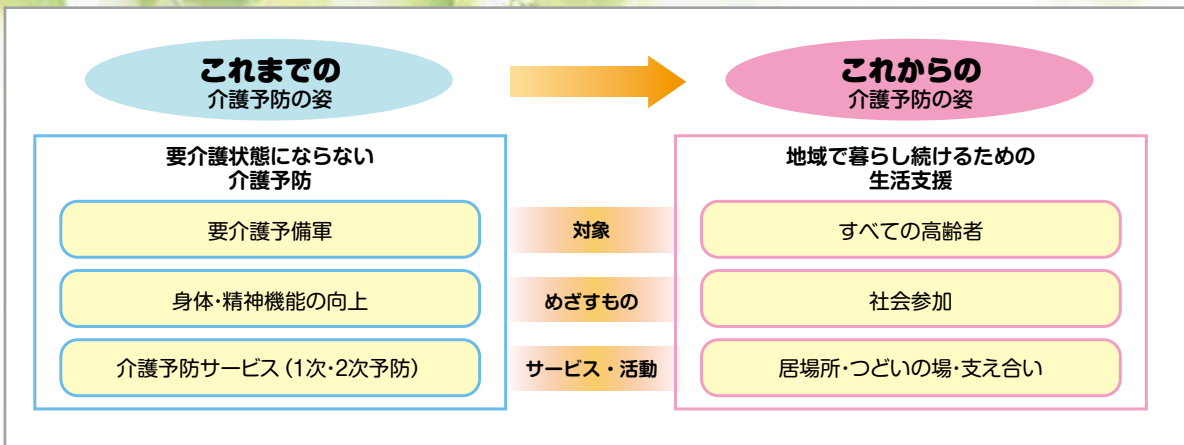 これまでの
介護予防の姿
これからの
介護予防の姿
要介護状態にならない
介護予防
地域で暮らし続けるための
生活支援
要介護予備軍
対象
すべての高齢者
身体・精神機能の向上
めざすもの
社会参加
介護予防サービス（1次・2次予防）
サービス・活動
居場所・つどいの場・支え合い